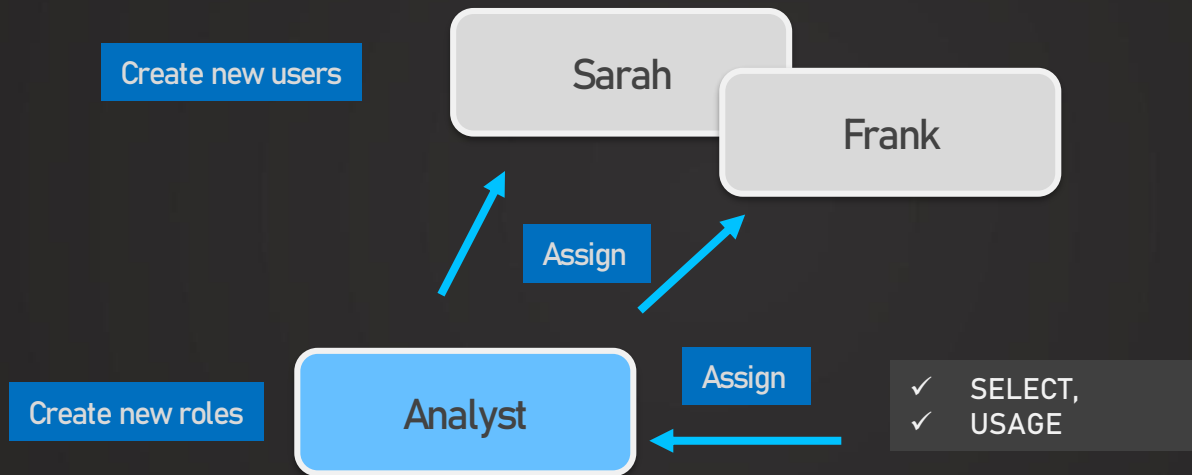 Create new users
Sarah
Frank
Assign
Create new roles
Analyst
Assign
✓ SELECT,
✓ USAGE